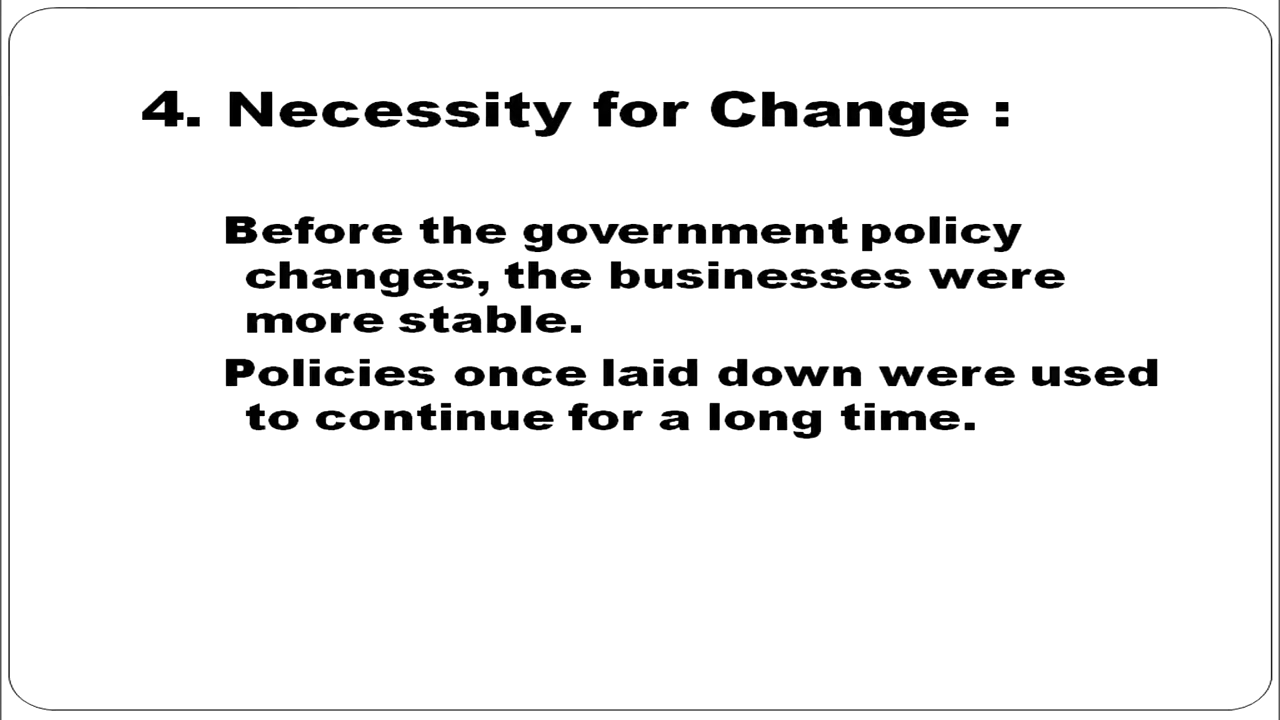 4. Necessity for Change :
Before the government policy
changes, the businesses were
more stable.
Policies once laid down were used
to continue for a long time.